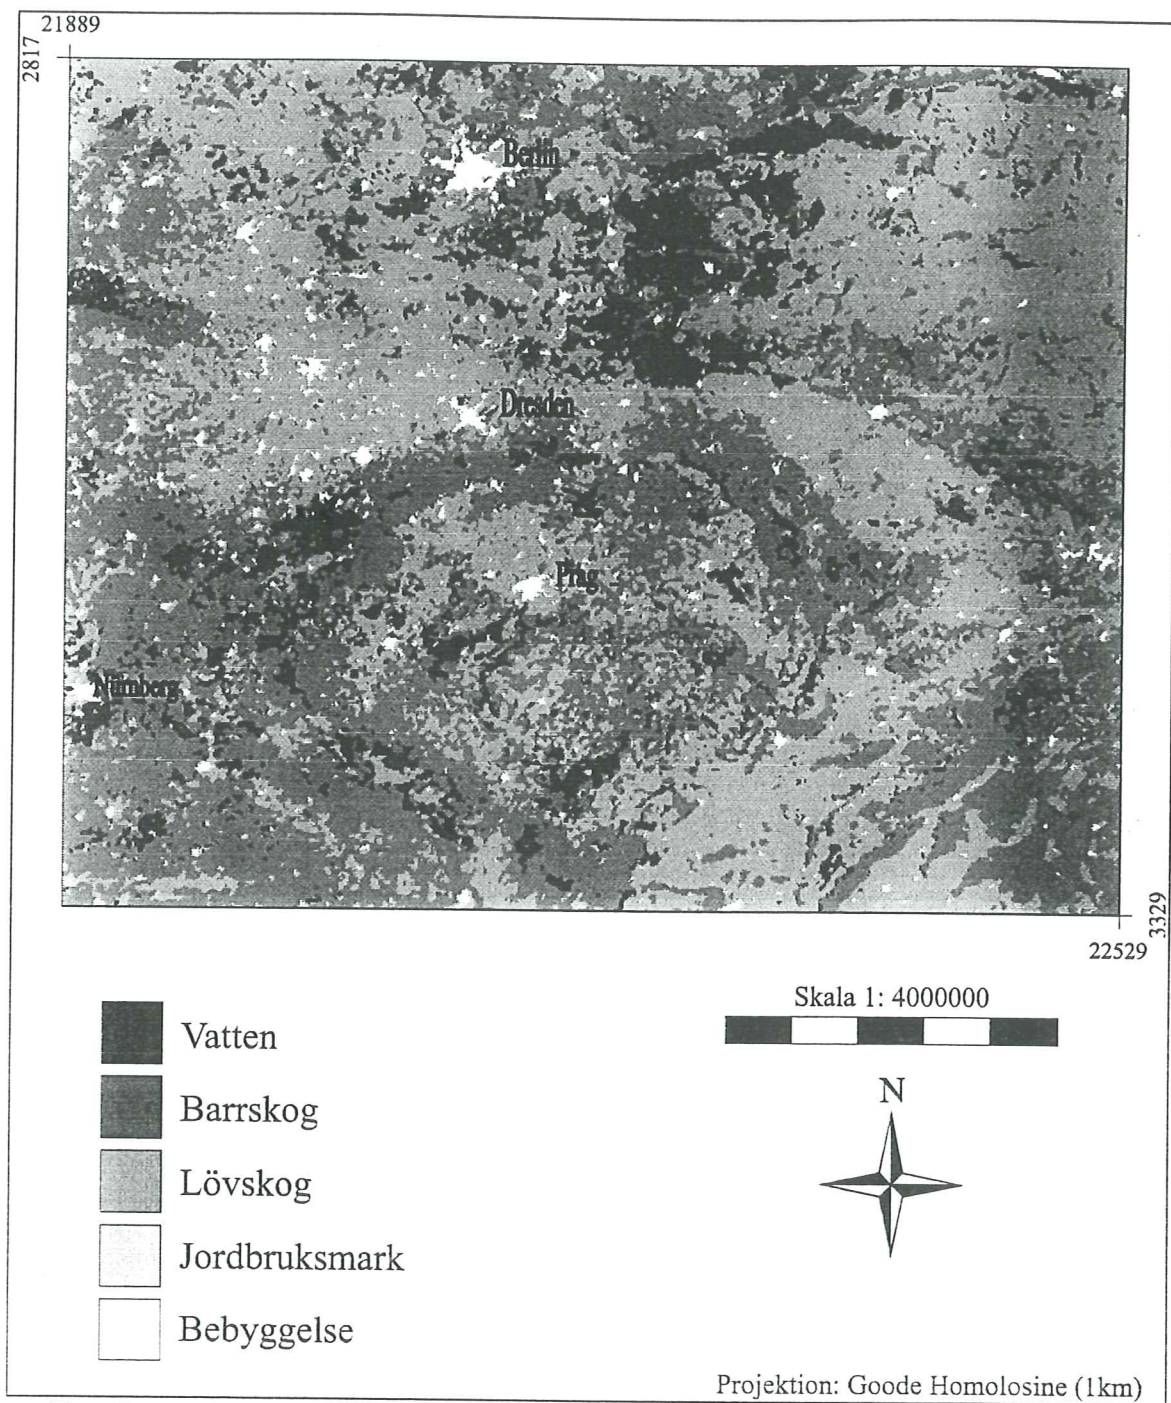 21889
2817
Berlin
Dresden
Prag
Nürnberg
3329
22529
Skala 1: 4000000
N
Vatten
Barrskog
Lövskog
Jordbruksmark
Bebyggelse
Projektion: Goode Homolosine (1km)